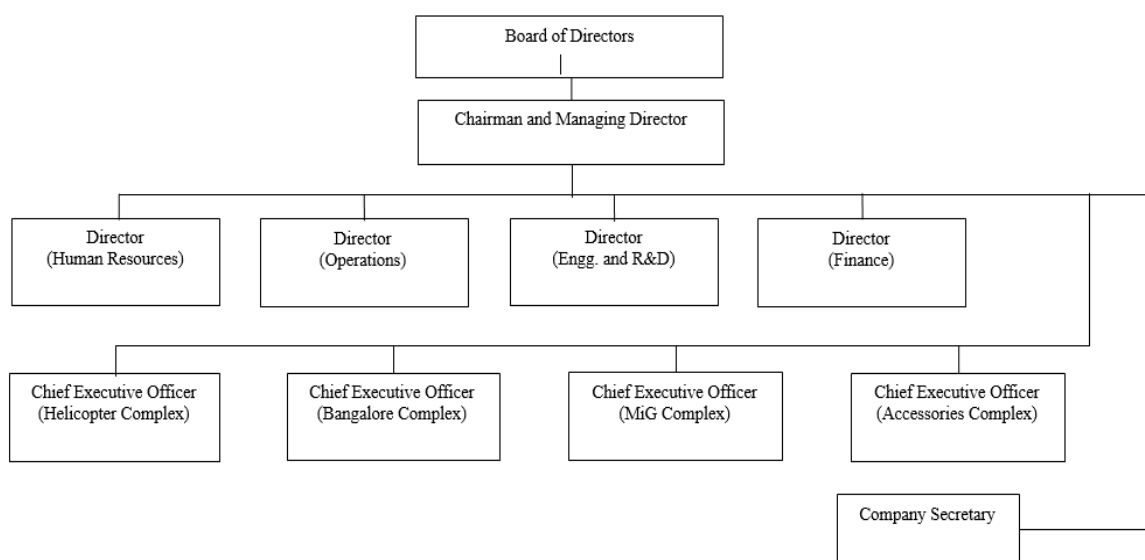 Board of Directors
Chairman and Managing Director
Director
(Human Resources)
Director
(Operations)
Director
(Engg. and R&D)
Director
(Finance)
Chief Executive Officer
(Helicopter Complex)
Chief Executive Officer
(Bangalore Complex)
Chief Executive Officer
(MiG Complex)
Chief Executive Officer
(Accessories Complex)
Company Secretary